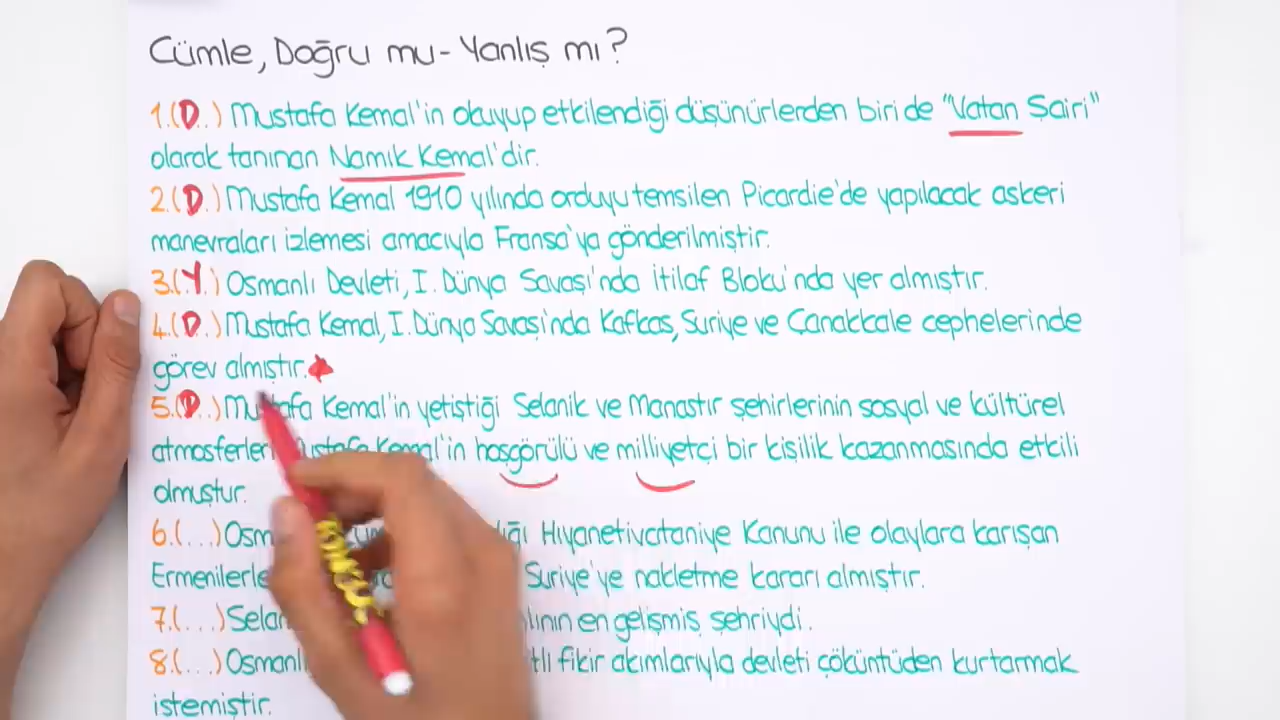 Cümle, Doğru mu - Yanlış mı?
1.(D..) Mustafa Kemal'in okuyup etkilendiği düşünürlerden biri de "Vatan Şairi"
olarak tanınan Namık Kemal'dir.
2.(D.) Mustafa Kemal 1910 yılında orduyu temsilen Picardie'de yapılacak askeri
manevraları izlemesi amacıyla Fransa'ya gönderilmiştir.
3.(.Y.) Osmanlı Devleti, I. Dünya Savaşı'nda İtilaf Bloku'nda yer almıştır.
4.(D.) Mustafa Kemal, I. Dünya Savaşı'nda Kafkas, Suriye ve Çanakkale cephelerinde
görev almıştır.
5.(D..) Mustafa Kemal'in yetiştiği Selanik ve Manastır şehirlerinin sosyal ve kültürel
Kemal'in hoşgörülü ve milliyetçi bir kişilik kazanmasında etkili
olmuştur.
6.(...) Hıyanetivataniye Kanunu ile olaylara karışan
Suriye'ye nakletme kararı almıştır.
7.(...) en gelişmiş şehriydi.
8.(...) Osmanlı fikir akımlarıyla devleti çöküntüden kurtarmak
istemiştir.